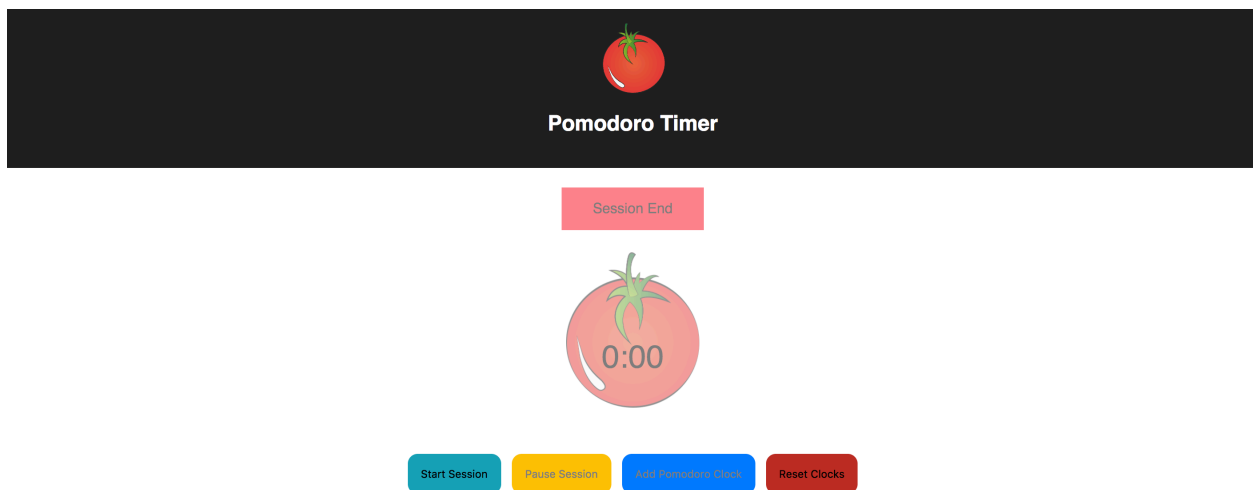 Pomodoro Timer
Session End
0:00
Start Session Pause Session Add Pomodoro Clock Reset Clocks